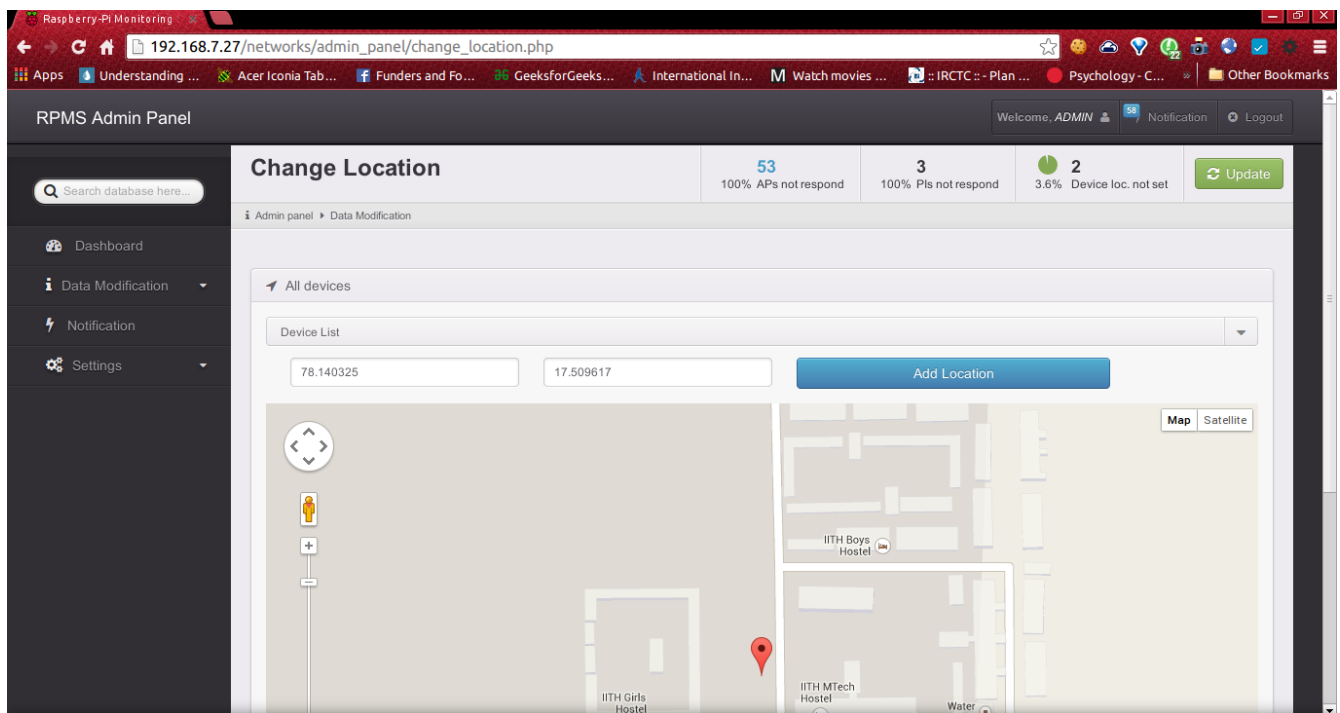 Raspberry-Pi Monitoring
192.168.7.27/networks/admin_panel/change_location.php
22
Apps
Understanding ...
Acer Iconia Tab...
Funders and Fo...
GeeksforGeeks...
International In...
Watch movies ...
:: IRCTC :: - Plan ...
Psychology - C...
»
Other Bookmarks
RPMS Admin Panel
Welcome, ADMIN
58
Notification
Logout
Search database here...
Dashboard
Data Modification
Notification
Settings
Change Location
53
100% APs not respond
3
100% PIs not respond
2
3.6% Device loc. not set
Update
Admin panel
Data Modification
All devices
Device List
78.140325
17.509617
Add Location
Map
Satellite
IITH Boys
Hostel
IITH Girls
Hostel
IITH MTech
Hostel
Water